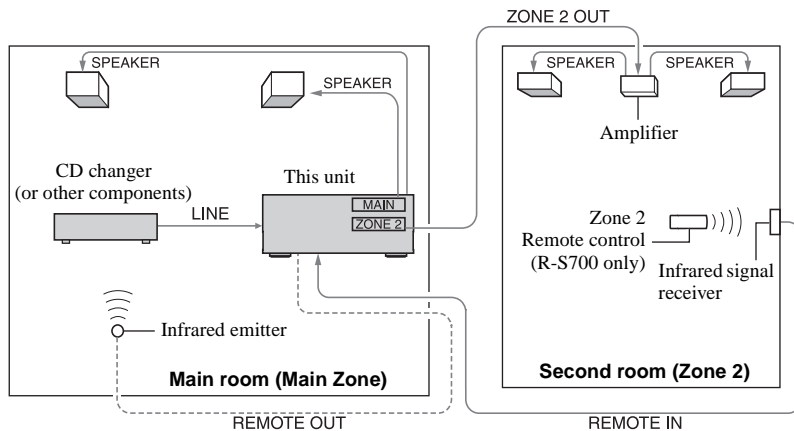 ZONE 2 OUT
SPEAKER
SPEAKER
SPEAKER
SPEAKER
Amplifier
CD changer
(or other components)
This unit
LINE
MAIN
ZONE 2
Zone 2
Remote control
(R-S700 only)
Infrared signal
receiver
Infrared emitter
Main room (Main Zone)
Second room (Zone 2)
REMOTE OUT
REMOTE IN